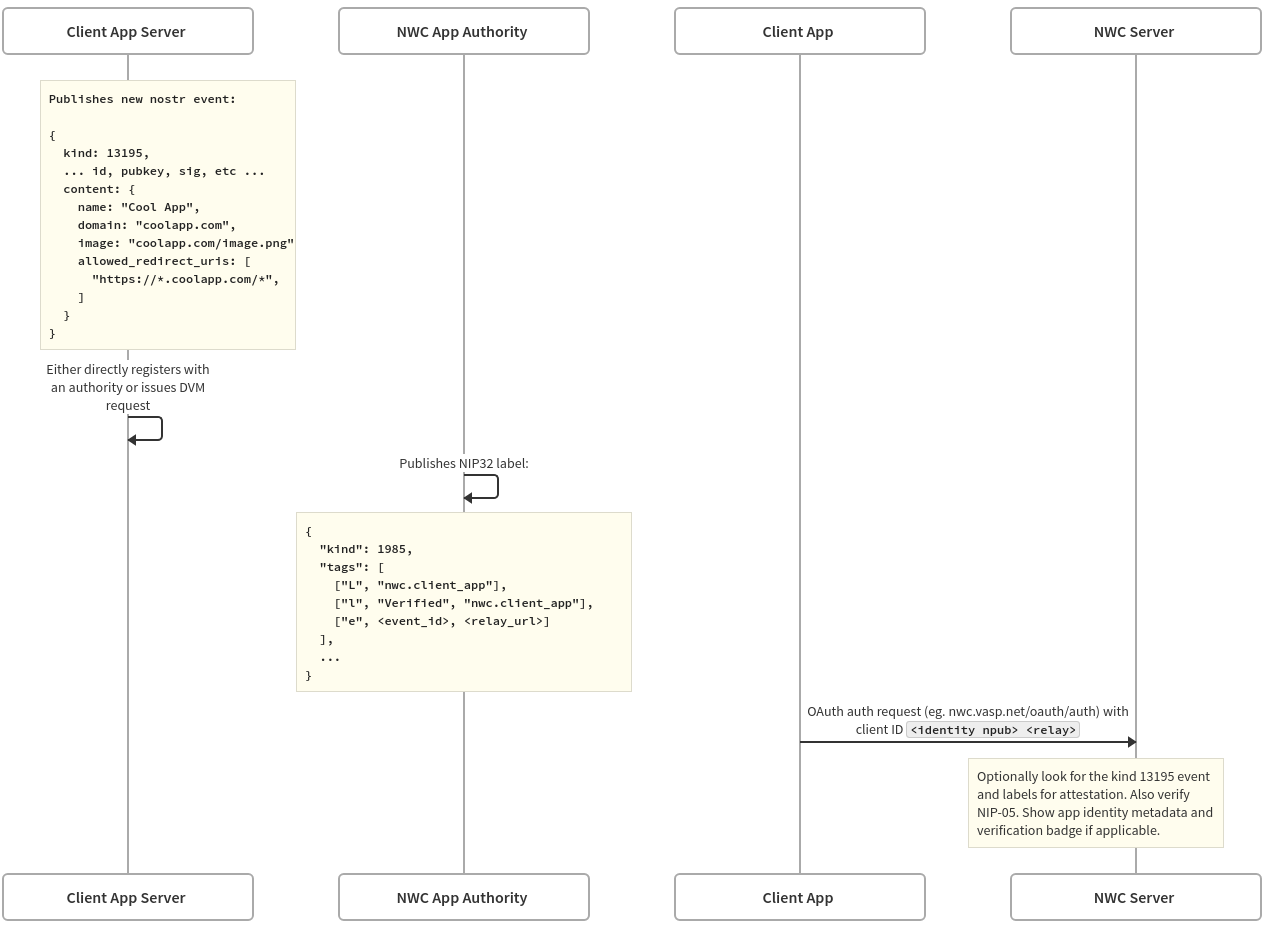 Client App Server
NWC App Authority
Client App
NWC Server
Publishes new nostr event:
{
kind: 13195,
... id, pubkey, sig, etc ...
content: {
name: "Cool App",
domain: "coolapp.com",
image: "coolapp.com/image.png"
allowed_redirect_uris: [
"https://*.coolapp.com/*",
]
}
}
Either directly registers with
an authority or issues DVM
request
Publishes NIP32 label:
{
"kind": 1985,
"tags": [
["L", "nwc.client_app"],
["l", "Verified", "nwc.client_app"],
["e", <event_id>, <relay_url>]
],
...
}
OAuth auth request (eg. nwc.vasp.net/oauth/auth) with
client ID <identity npub> <relay>
Optionally look for the kind 13195 event
and labels for attestation. Also verify
NIP-05. Show app identity metadata and
verification badge if applicable.
Client App Server
NWC App Authority
Client App
NWC Server